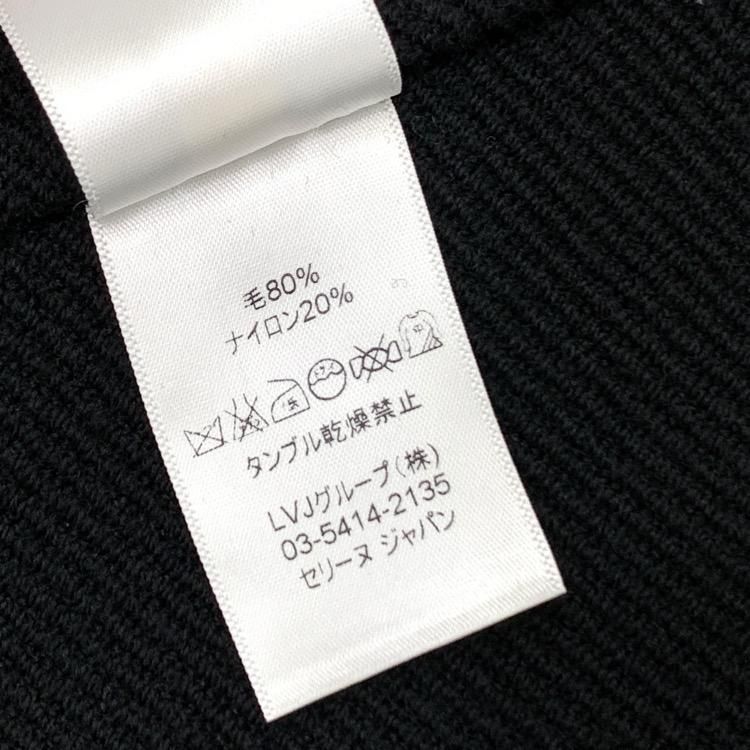 毛80%
ナイロン20%
タンブル乾燥禁止
LVJグループ(株)
03-5414-2135
セリーヌ ジャパン